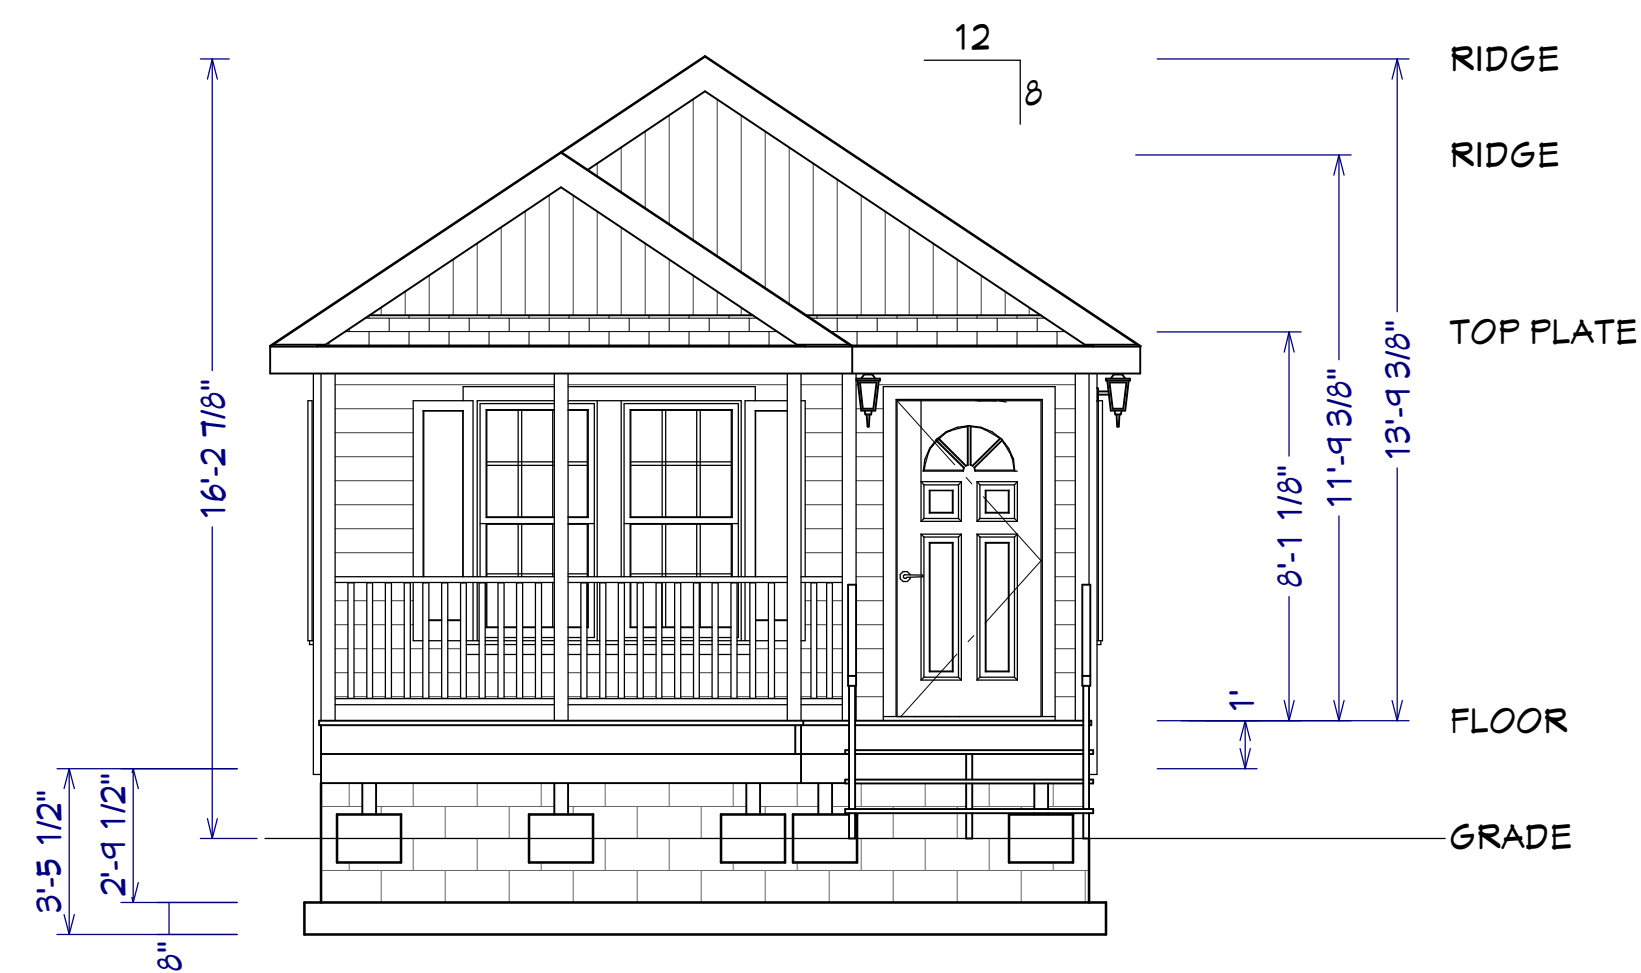 12
8
RIDGE
RIDGE
TOP PLATE
16'-2 7/8"
13'-9 3/8"
11'-9 3/8"
8'-1 1/8"
1'
FLOOR
3'-5 1/2"
2'-9 1/2"
GRADE
8"